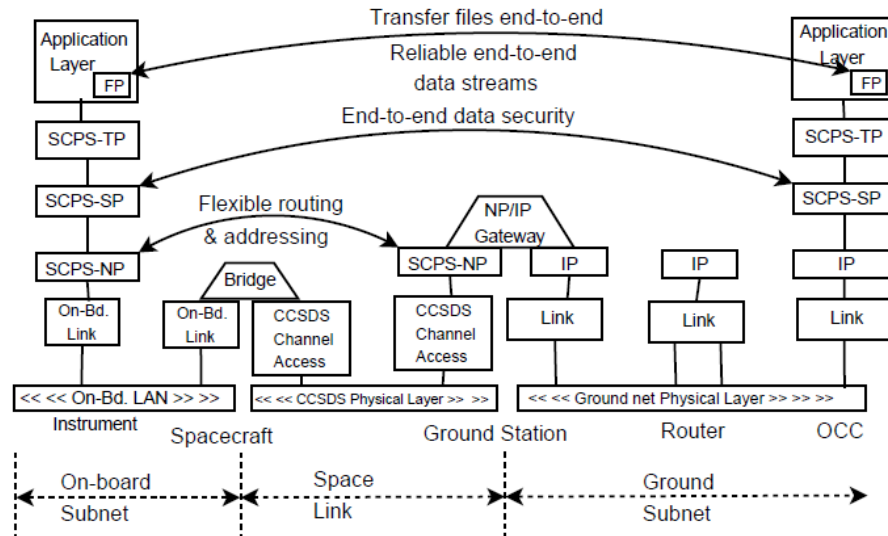 Transfer files end-to-end
Application
Layer
FP
Reliable end-to-end
data streams
Application
Layer
FP
SCPS-TP
End-to-end data security
SCPS-TP
SCPS-SP
Flexible routing
& addressing
NP/IP
Gateway
SCPS-SP
SCPS-NP
Bridge
SCPS-NP
IP
IP
IP
On-Bd.
Link
On-Bd.
Link
CCSDS
Channel
Access
CCSDS
Channel
Access
Link
Link
Link
<< << On-Bd. LAN >> >>
<< << CCSDS Physical Layer >> >>
<< << Ground net Physical Layer >> >> >>
Instrument
Spacecraft
Ground Station
Router
OCC
On-board
Subnet
Space
Link
Ground
Subnet